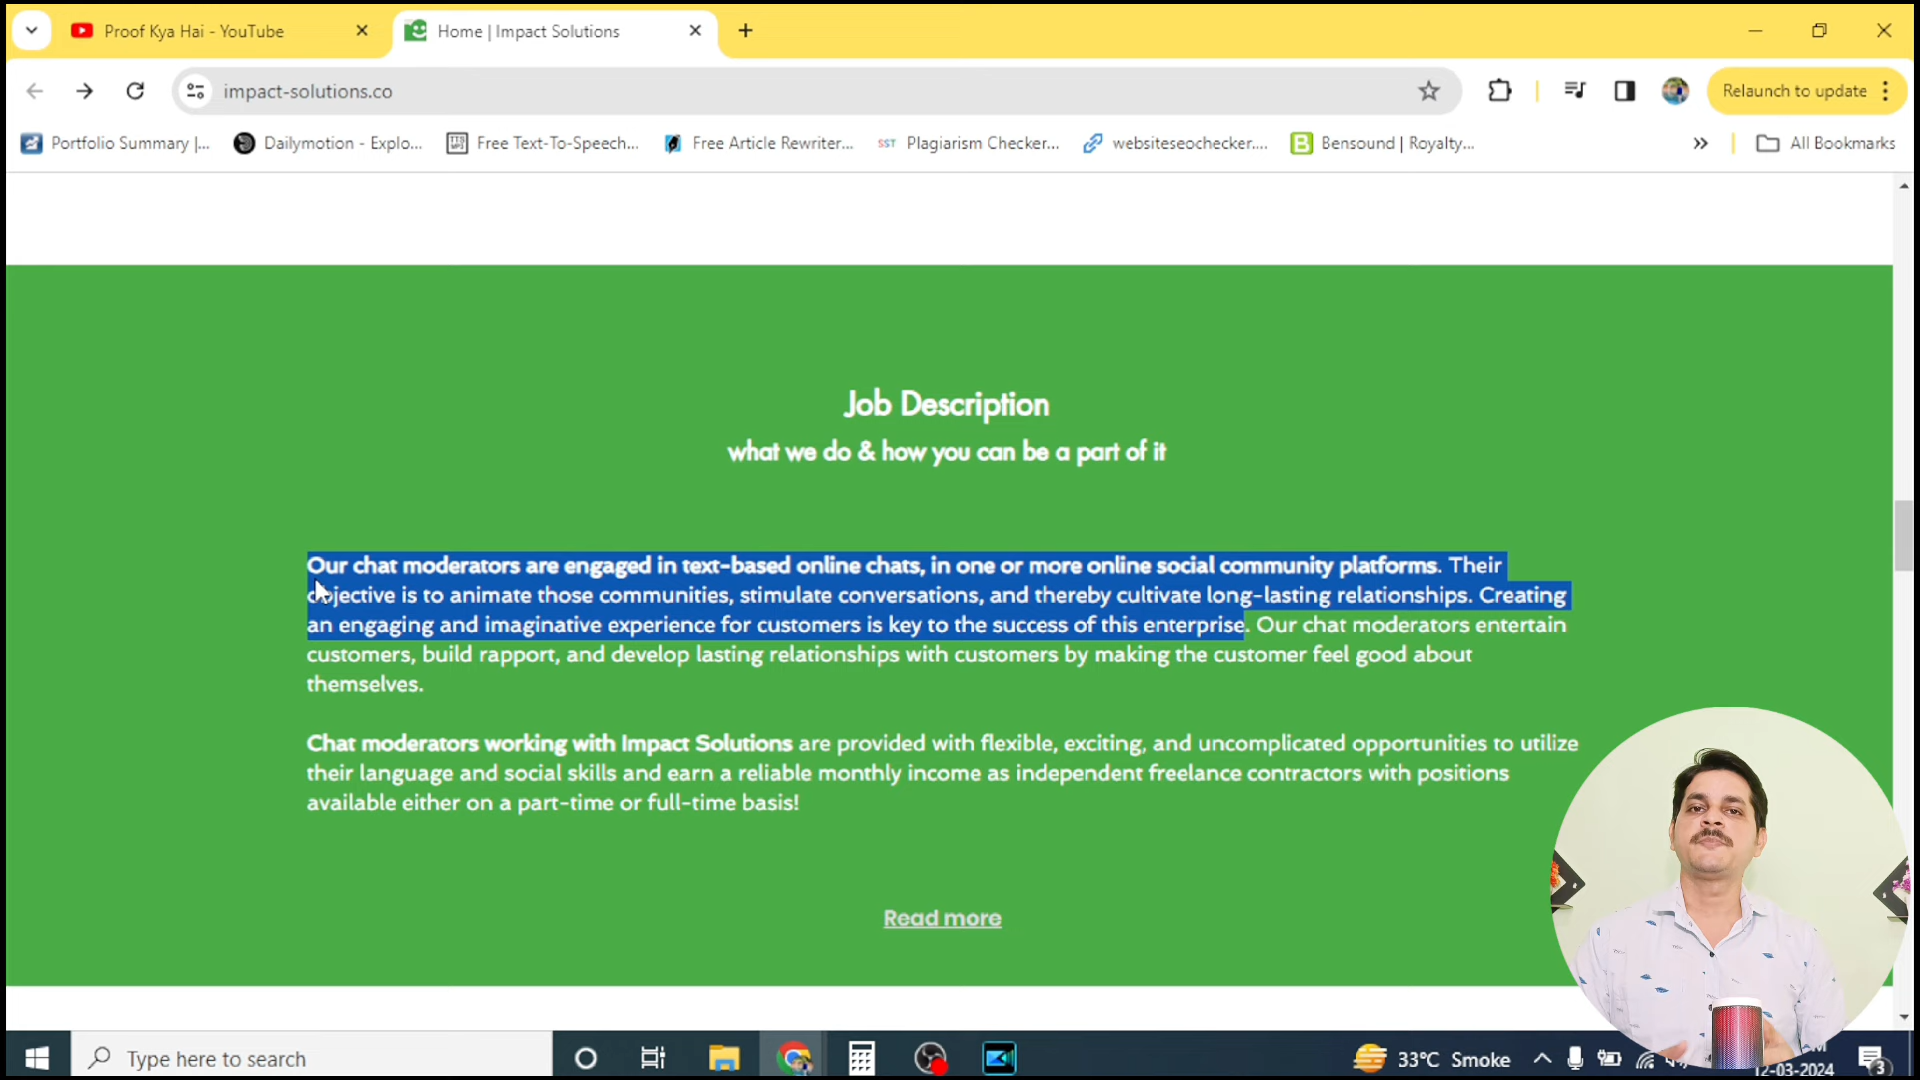 Proof Kya Hai - YouTube
Home | Impact Solutions
impact-solutions.co
Relaunch to update
Portfolio Summary |...
Dailymotion - Explo...
Free Text-To-Speech...
Free Article Rewriter...
SST Plagiarism Checker...
websiteseochecker....
B Bensound | Royalty...
All Bookmarks
Job Description
what we do & how you can be a part of it
Our chat moderators are engaged in text-based online chats, in one or more online social community platforms. Their
objective is to animate those communities, stimulate conversations, and thereby cultivate long-lasting relationships. Creating
an engaging and imaginative experience for customers is key to the success of this enterprise. Our chat moderators entertain
customers, build rapport, and develop lasting relationships with customers by making the customer feel good about
themselves.
Chat moderators working with Impact Solutions are provided with flexible, exciting, and uncomplicated opportunities to utilize
their language and social skills and earn a reliable monthly income as independent freelance contractors with positions
available either on a part-time or full-time basis!
Read more
Type here to search
33°C Smoke
12-03-2024
3